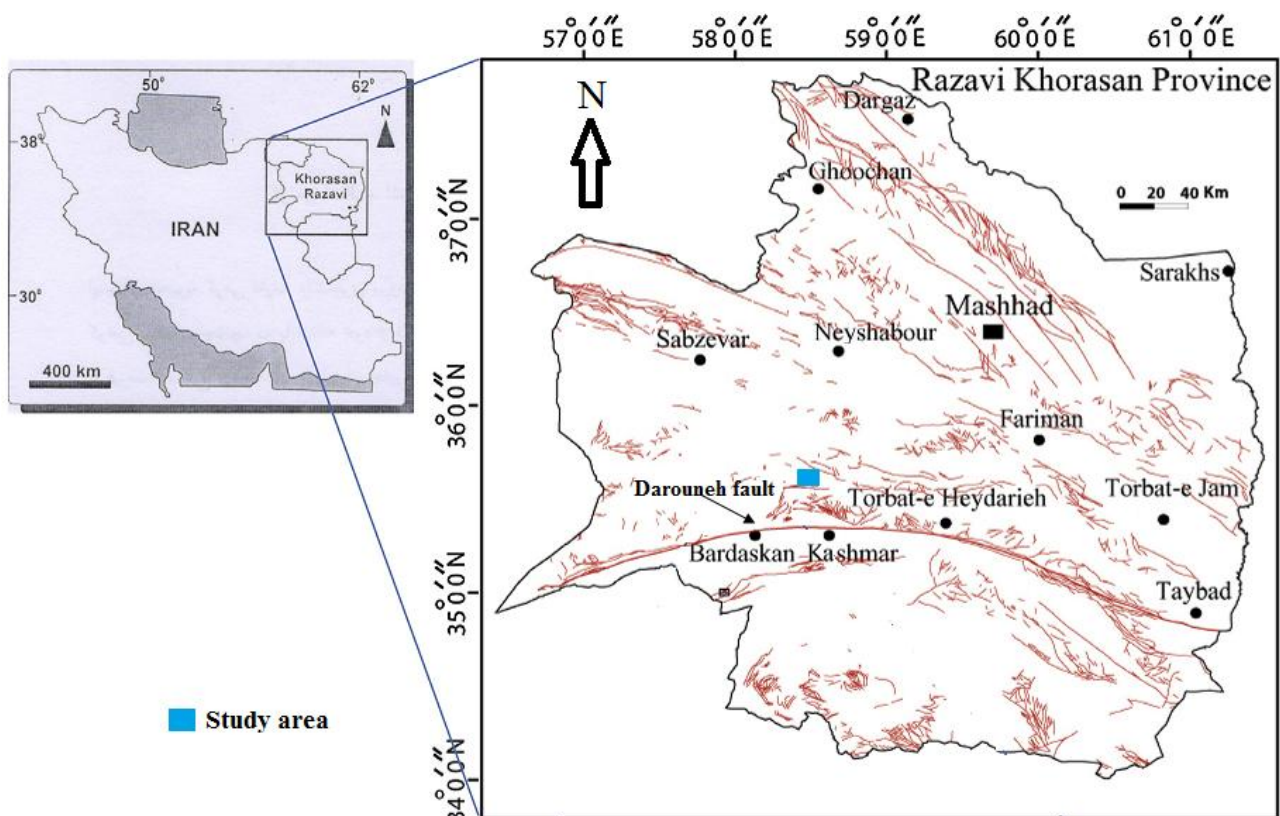 57°0′0″E 58°0′0″E 59°0′0″E 60°0′0″E 61°0′0″E
50° 62°
N
38°
Khorasan
Razavi
IRAN
30°
400 km
Razavi Khorasan Province
N
Dargaz
Ghoochan
0 20 40 Km
37°0′0″N
Sarakhs
Mashhad
Neyshabour
Sabzevar
36°0′0″N
Fariman
Darouneh fault
Torbat-e Heydarieh
Torbat-e Jam
Bardaskan
Kashmar
35°0′0″N
Taybad
Study area
34°0′0″N